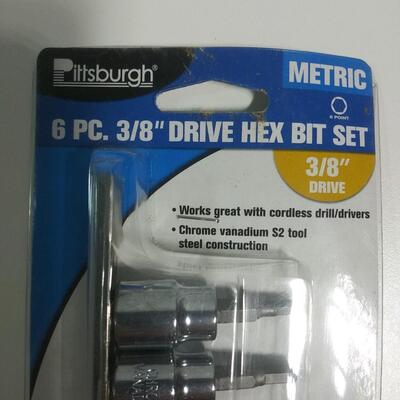 Pittsburgh®
METRIC
6 POINT
6 PC. 3/8" DRIVE HEX BIT SET
3/8"
DRIVE
• Works great with cordless drill/drivers
• Chrome vanadium S2 tool
steel construction